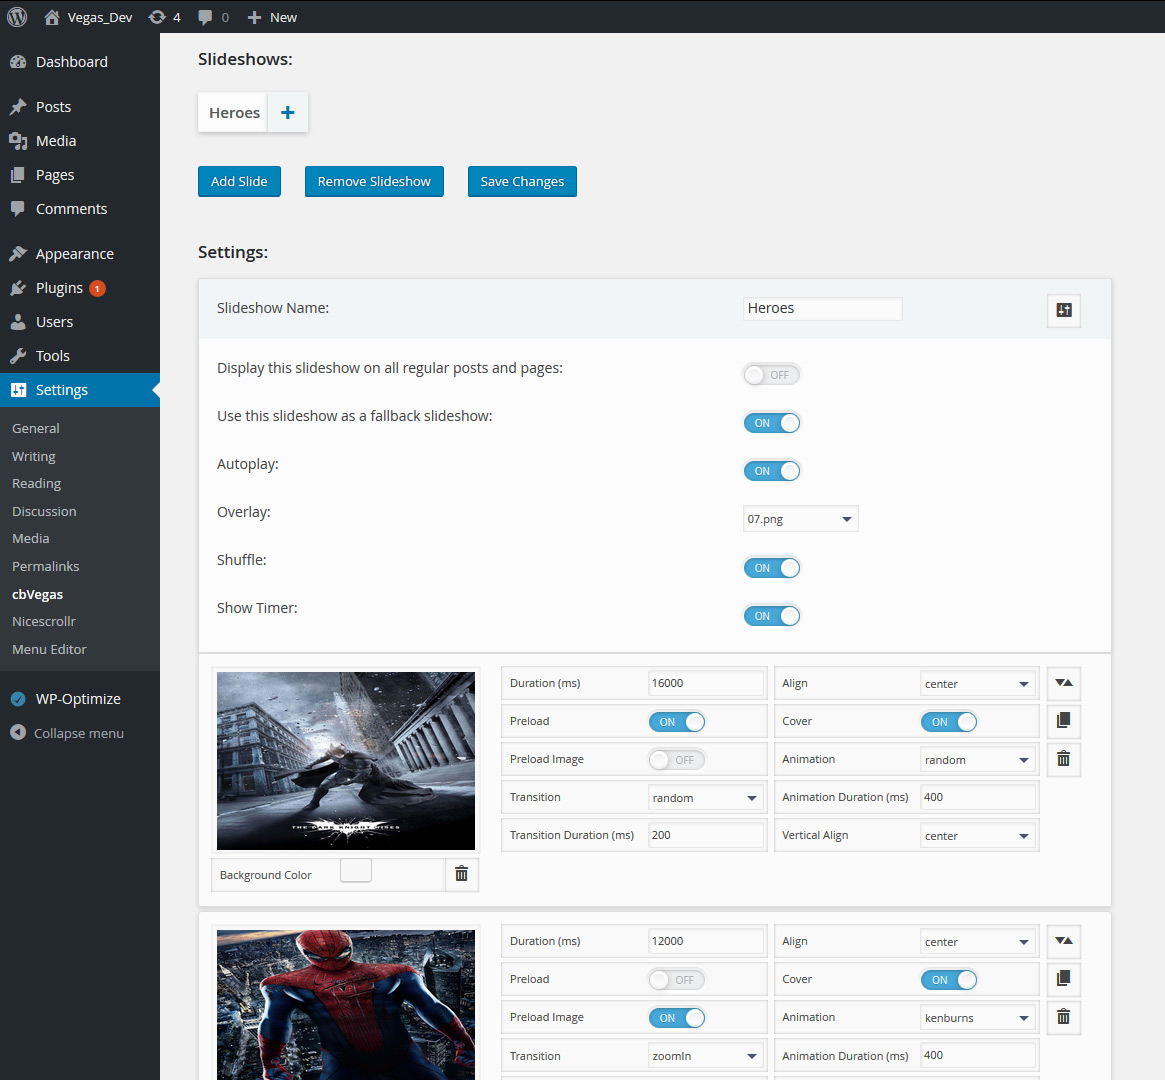 Vegas_Dev 4 0 New
Dashboard
Posts
Media
Pages
Comments
Appearance
Plugins 1
Users
Tools
Settings
General
Writing
Reading
Discussion
Media
Permalinks
cbVegas
Nicescrollr
Menu Editor
WP-Optimize
Collapse menu
Slideshows:
Heroes +
Add Slide Remove Slideshow Save Changes
Settings:
Slideshow Name: Heroes
Display this slideshow on all regular posts and pages: OFF
Use this slideshow as a fallback slideshow: ON
Autoplay: ON
Overlay: 07.png
Shuffle: ON
Show Timer: ON
THE DARK KNIGHT RISES
Background Color
Duration (ms) 16000 Align center
Preload ON Cover ON
Preload Image OFF Animation random
Transition random Animation Duration (ms) 400
Transition Duration (ms) 200 Vertical Align center
Duration (ms) 12000 Align center
Preload OFF Cover ON
Preload Image ON Animation kenburns
Transition zoomIn Animation Duration (ms) 400